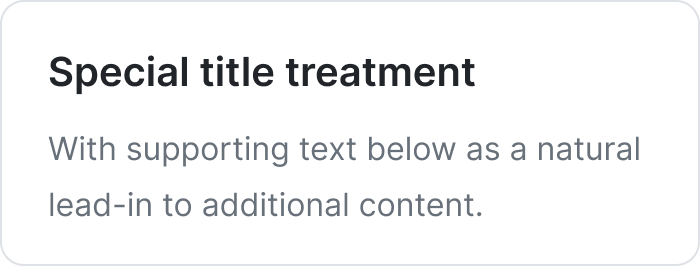 Special title treatment
With supporting text below as a natural
lead-in to additional content.